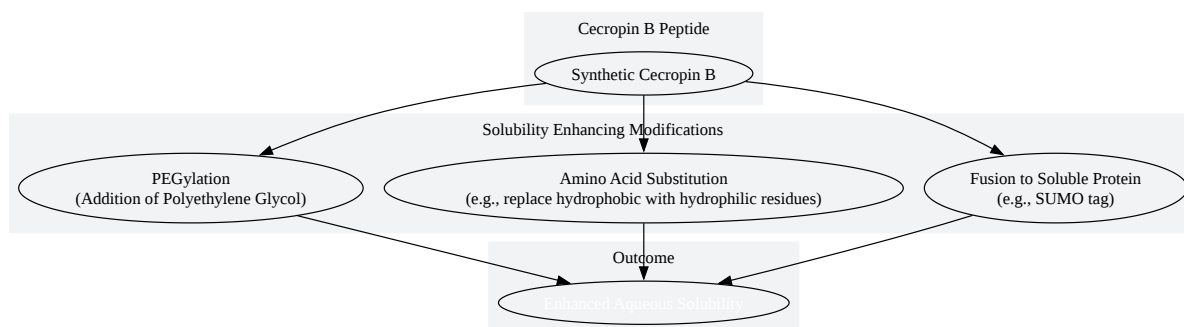 Cecropin B Peptide
Synthetic Cecropin B
Solubility Enhancing Modifications
PEGylation
(Addition of Polyethylene Glycol)
Amino Acid Substitution
(e.g., replace hydrophobic with hydrophilic residues)
Fusion to Soluble Protein
(e.g., SUMO tag)
Outcome
Enhanced Aqueous Solubility